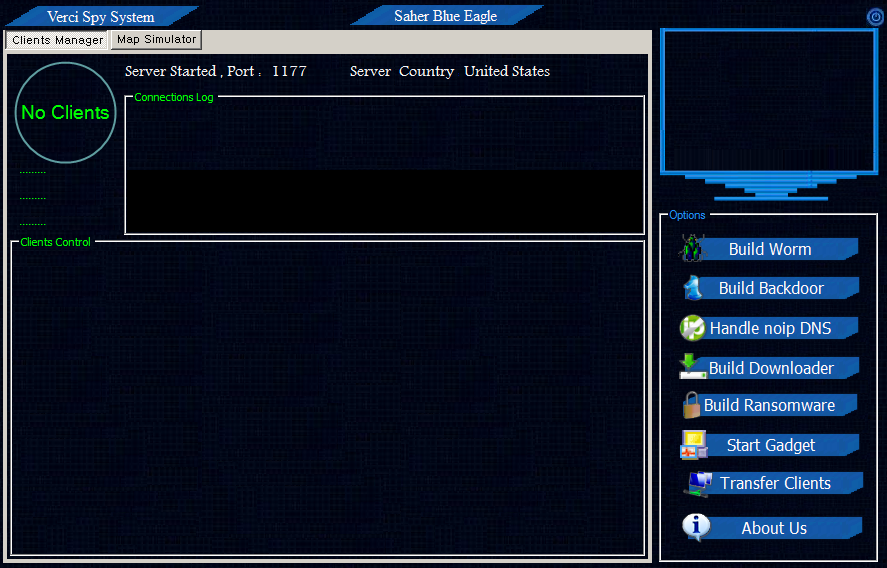 Verci Spy System
Saher Blue Eagle
Clients Manager
Map Simulator
Server Started , Port : 1177
Server Country United States
No Clients
.........
.........
.........
Connections Log
Clients Control
Options
Build Worm
Build Backdoor
Handle noip DNS
Build Downloader
Build Ransomware
Start Gadget
Transfer Clients
About Us